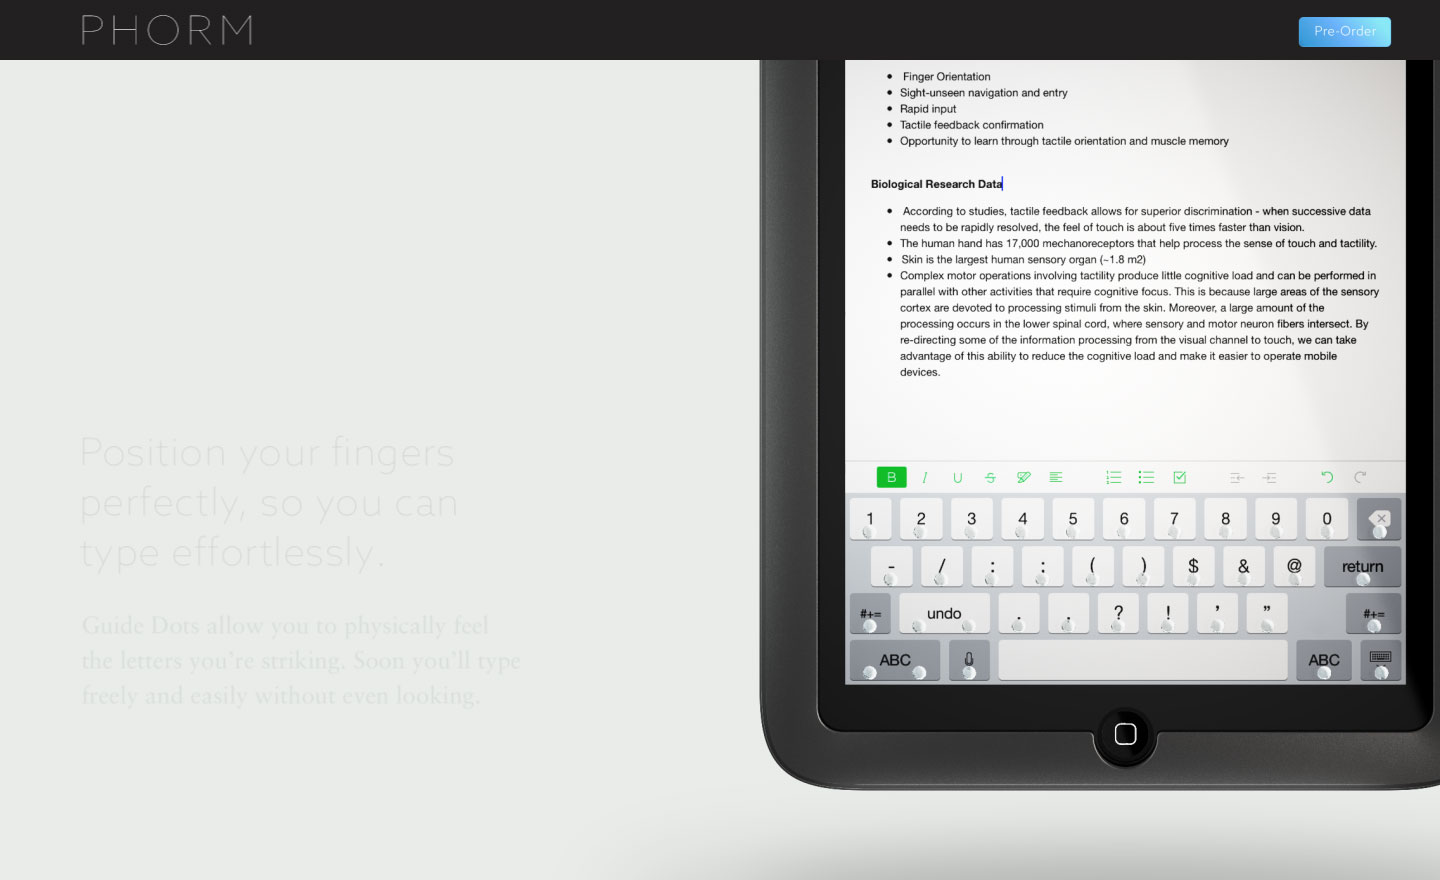 PHORM
Pre-Order
Finger Orientation
Sight-unseen navigation and entry
Rapid input
Tactile feedback confirmation
Opportunity to learn through tactile orientation and muscle memory
Biological Research Data
According to studies, tactile feedback allows for superior discrimination - when successive data
needs to be rapidly resolved, the feel of touch is about five times faster than vision.
The human hand has 17,000 mechanoreceptors that help process the sense of touch and tactility.
Skin is the largest human sensory organ (~1.8 m2)
Complex motor operations involving tactility produce little cognitive load and can be performed in
parallel with other activities that require cognitive focus. This is because large areas of the sensory
cortex are devoted to processing stimuli from the skin. Moreover, a large amount of the
processing occurs in the lower spinal cord, where sensory and motor neuron fibers intersect. By
re-directing some of the information processing from the visual channel to touch, we can take
advantage of this ability to reduce the cognitive load and make it easier to operate mobile
devices.
Position your fingers
perfectly, so you can
type effortlessly.
Guide Dots allow you to physically feel
the letters you’re striking. Soon you’ll type
freely and easily without even looking.
B I U S
1 2 3 4 5 6 7 8 9 0
- / : ; ( ) $ & @ return
#+= undo . , ? ! ’ ” #+=
ABC ABC